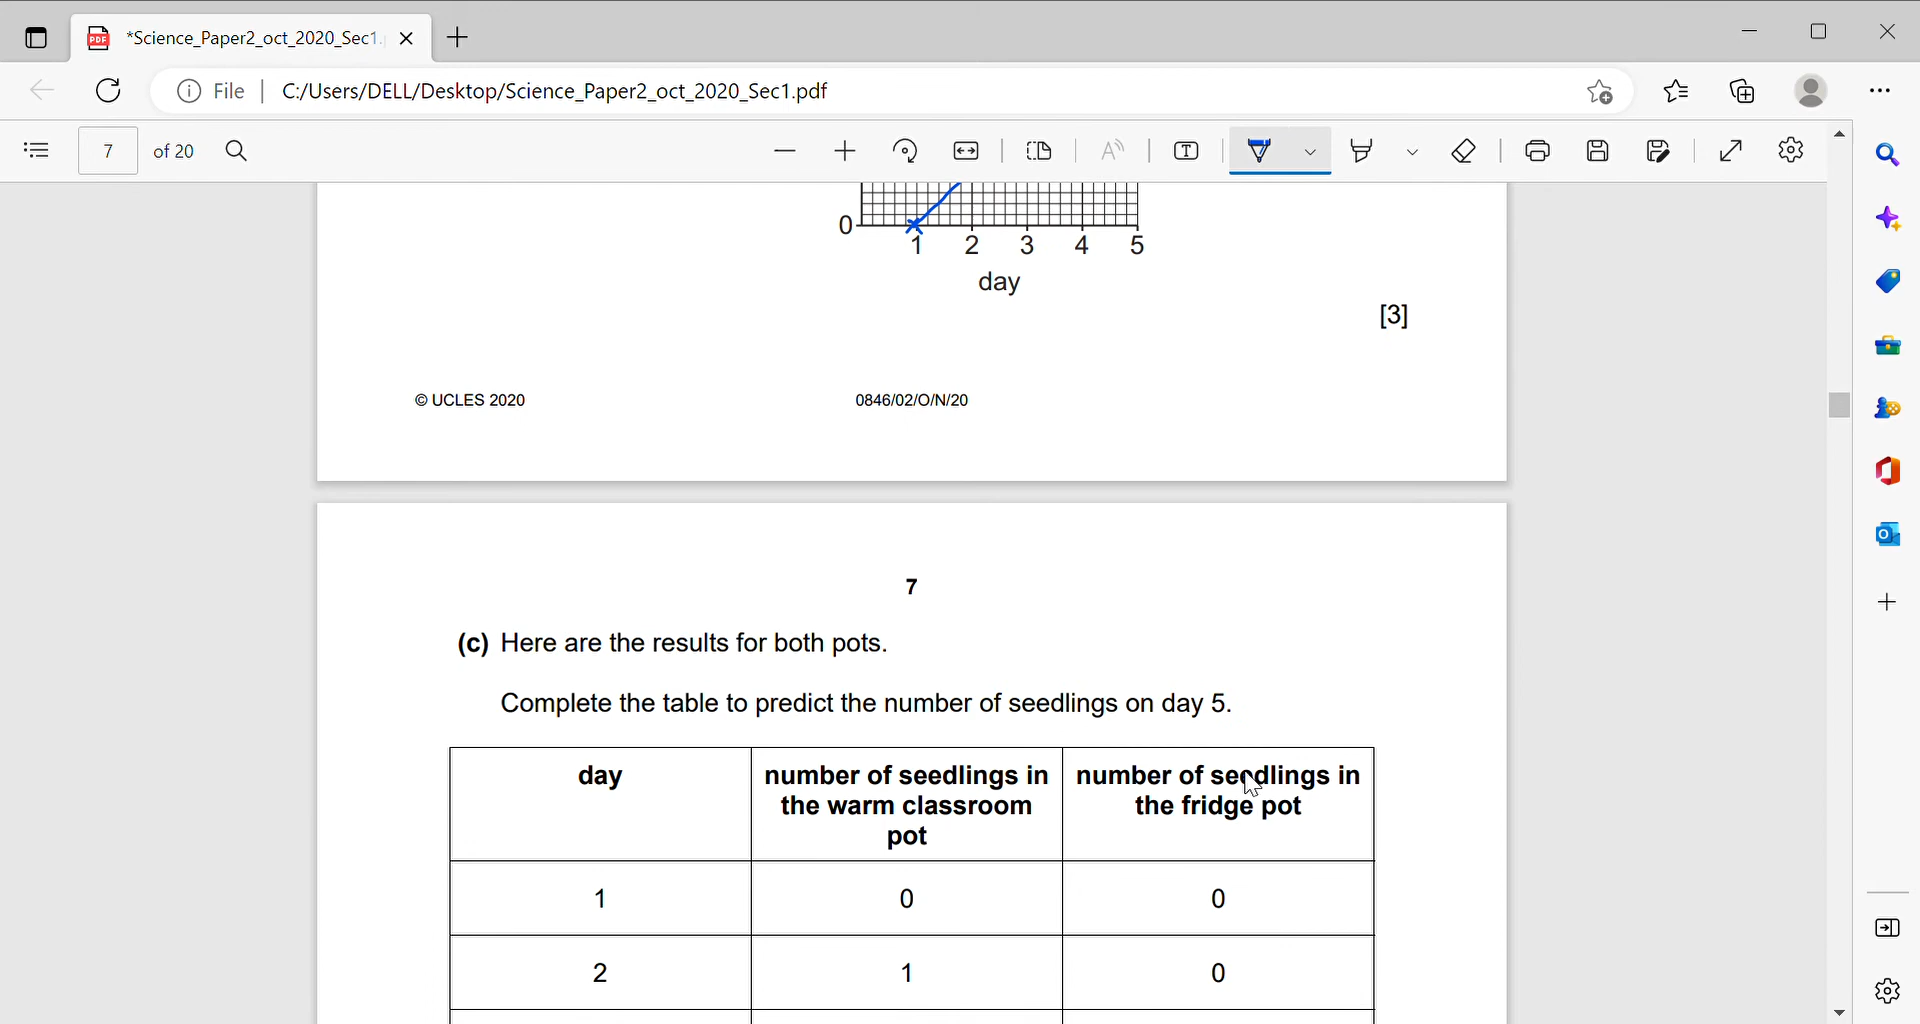 *Science_Paper2_oct_2020_Sec1.
File
C:/Users/DELL/Desktop/Science_Paper2_oct_2020_Sec1.pdf
7 of 20
0
1 2 3 4 5
day
[3]
© UCLES 2020
0846/02/O/N/20
7
(c) Here are the results for both pots.
Complete the table to predict the number of seedlings on day 5.
day
number of seedlings in
the warm classroom
pot
number of seedlings in
the fridge pot
1 0 0
2 1 0